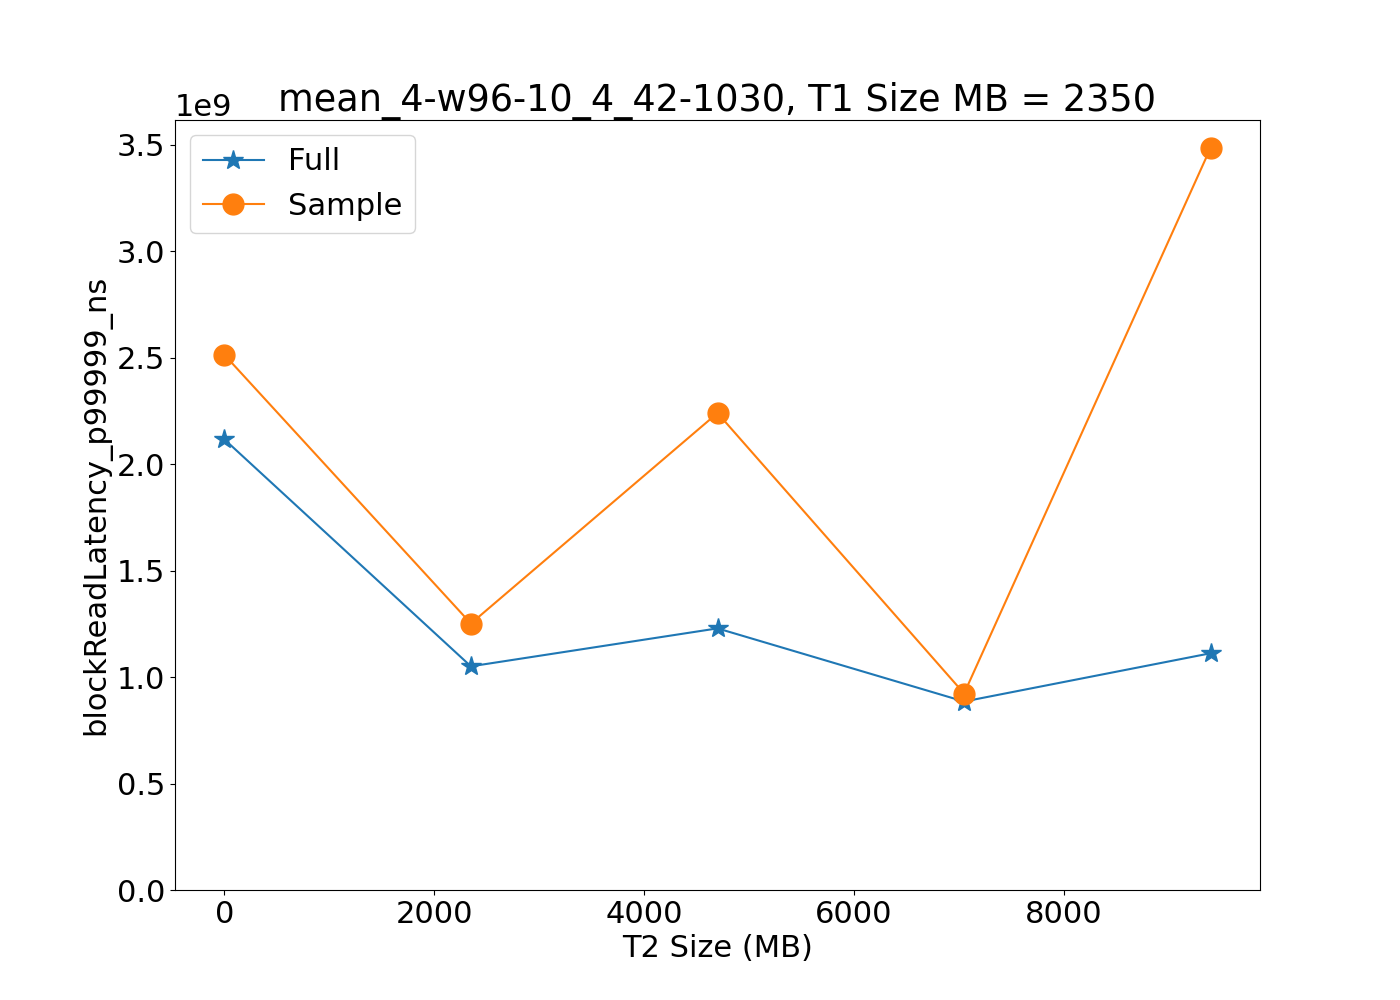 mean_4-w96-10_4_42-1030, T1 Size MB = 2350
1e9
Full
Sample
3.5
3.0
2.5
2.0
1.5
1.0
0.5
0.0
blockReadLatency_p99999_ns
0 2000 4000 6000 8000
T2 Size (MB)